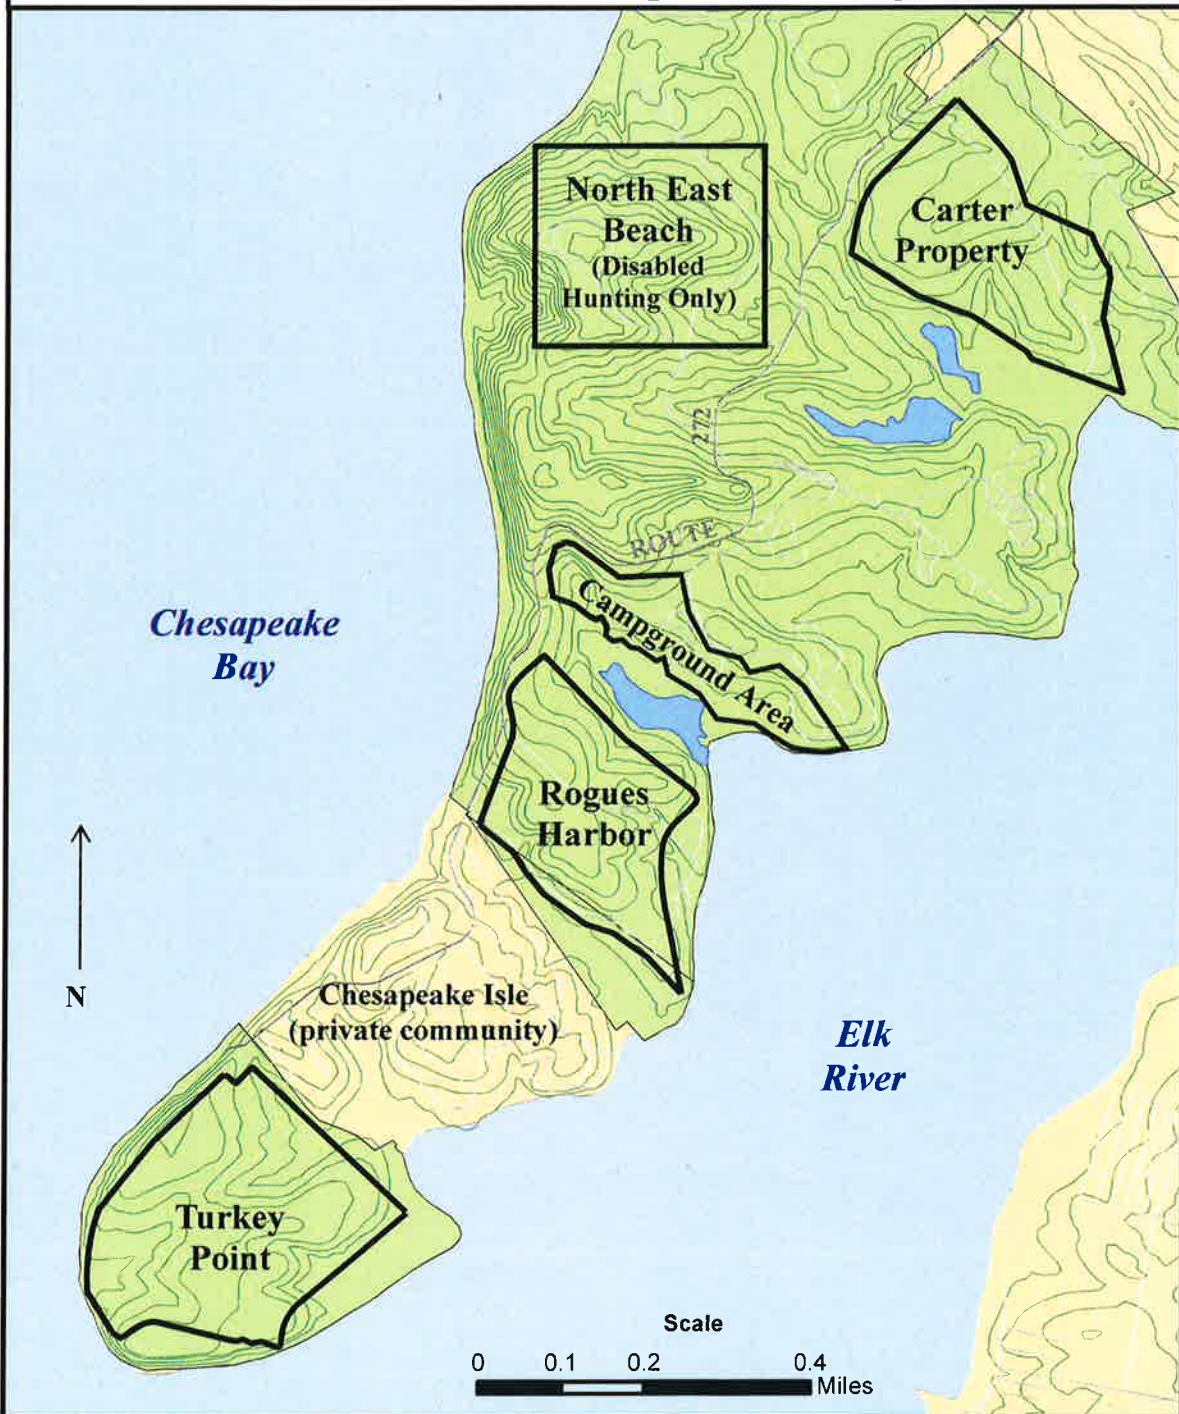 North East
Beach
(Disabled
Hunting Only)
Carter
Property
272
ROUTE
Campground Area
Chesapeake
Bay
Rogues
Harbor
N
Chesapeake Isle
(private community)
Elk
River
Turkey
Point
Scale
0 0.1 0.2 0.4
Miles